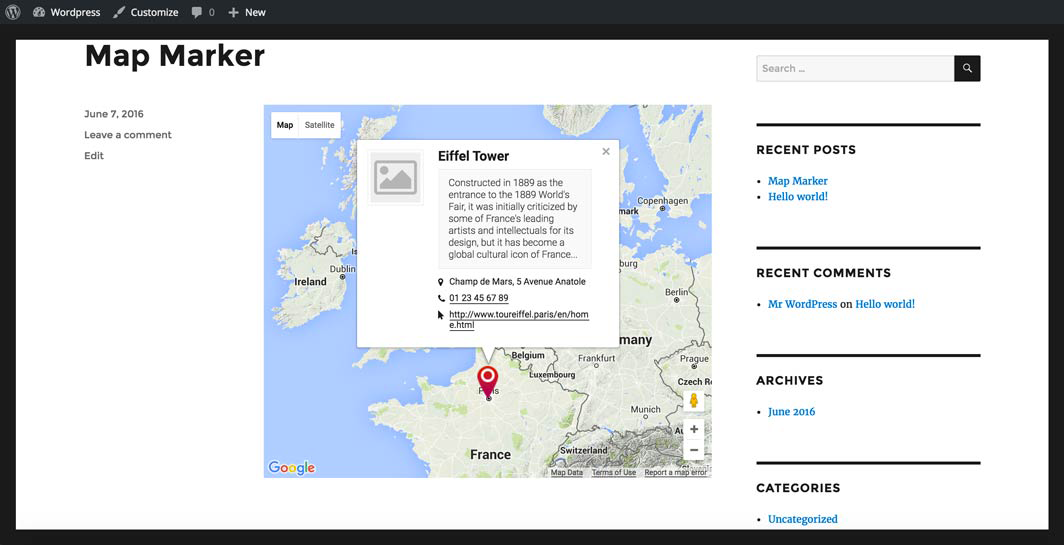 Wordpress Customize 0 New
Map Marker
Search ...
June 7, 2016
Leave a comment
Edit
Map Satellite
Eiffel Tower
Constructed in 1889 as the
entrance to the 1889 World's
Fair, it was initially criticized by
some of France's leading
artists and intellectuals for its
design, but it has become a
global cultural icon of France...
Champ de Mars, 5 Avenue Anatole
01 23 45 67 89
http://www.toureiffel.paris/en/hom
e.html
Copenhagen
mark
Dublin
Ireland
burg
Berlin
many
Belgium
Frankfurt
Prague
Luxembourg
Czech Re
Paris
Munich
Au
Switzerland
France
Google
Map Data Terms of Use Report a map error
RECENT POSTS
Map Marker
Hello world!
RECENT COMMENTS
Mr WordPress on Hello world!
ARCHIVES
June 2016
CATEGORIES
Uncategorized